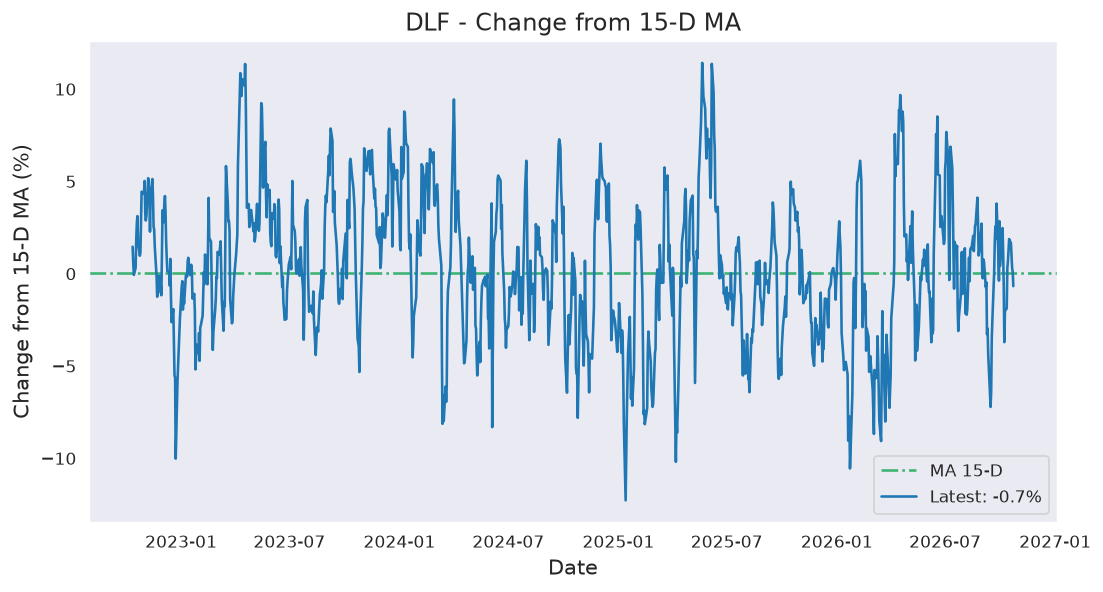 DLF - Change from 15-D MA
Change from 15-D MA (%)
10
5
0
−5
−10
MA 15-D
Latest: -0.7%
2023-01 2023-07 2024-01 2024-07 2025-01 2025-07 2026-01 2026-07 2027-01
Date